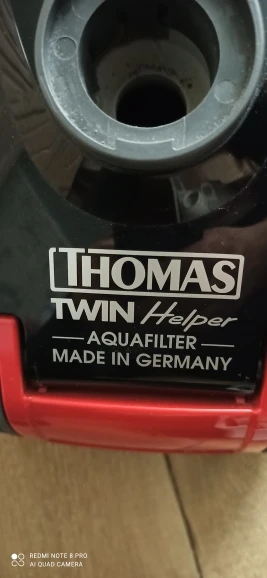 THOMAS
TWIN Helper
AQUAFILTER
MADE IN GERMANY
REDMI NOTE 8 PRO
AI QUAD CAMERA